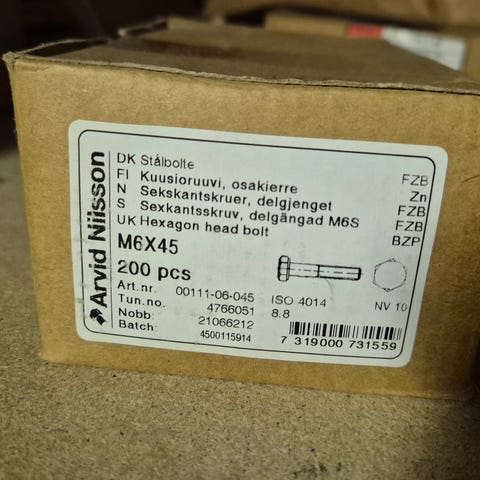 Arvid Nilsson
DK Stålbolte FZB
FI Kuusioruuvi, osakierre Zn
N Sekskantskruer, delgjenget FZB
S Sexkantsskruv, delgängad M6S FZB
UK Hexagon head bolt BZP
M6X45
200 pcs
Art.nr. 00111-06-045 ISO 4014 NV 10
Tun.no. 4766051 8.8
Nobb: 21066212
Batch: 4500115914
7 319000 731559